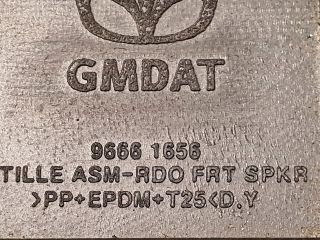 GMDAT
9666 1656
TILLE ASM-RDO FRT SPKR
>PP+EPDM+T25<D.Y